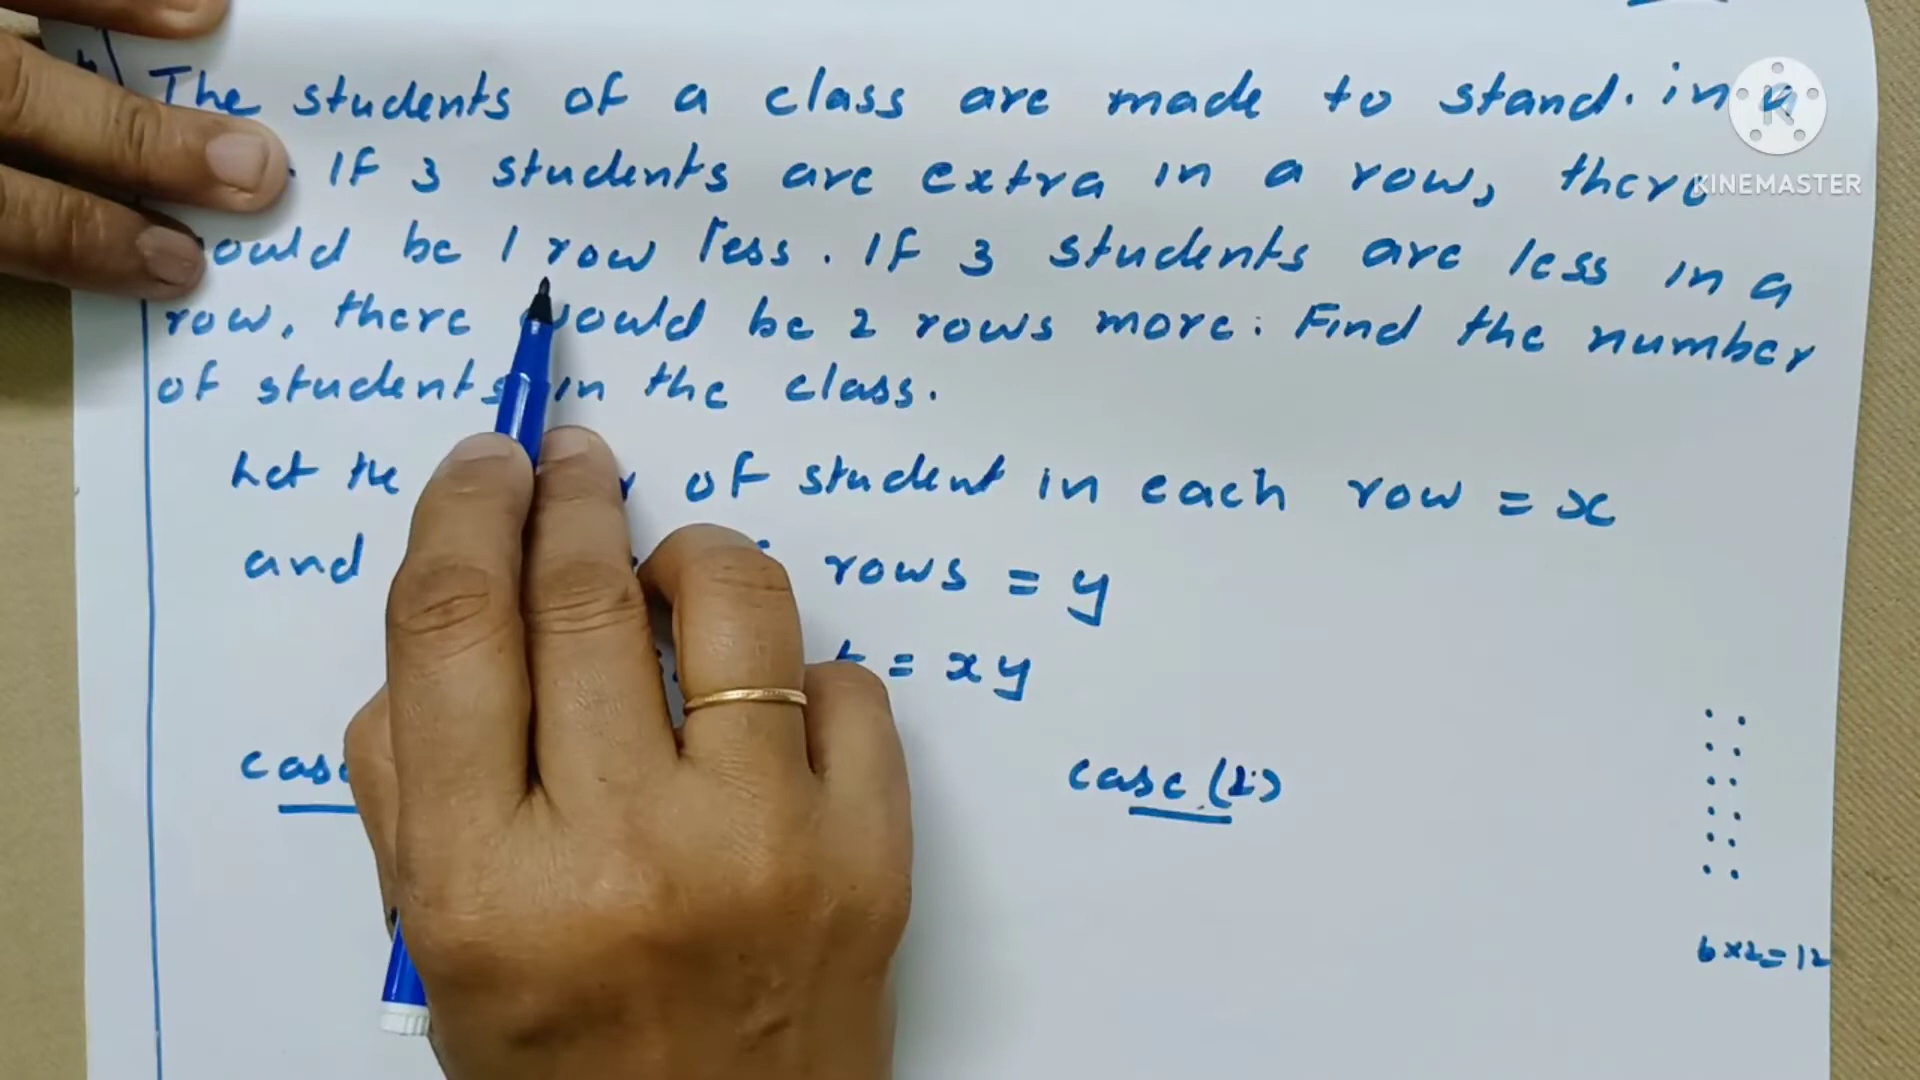 The students of a class are made to stand. in
. If 3 students are extra in a row, there
ould be 1 row less. If 3 students are less in a
row, there would be 2 rows more. Find the number
of students in the class.
Let the of student in each row = x
and rows = y
= xy
case
case (2)
6×2=12
KINEMASTER